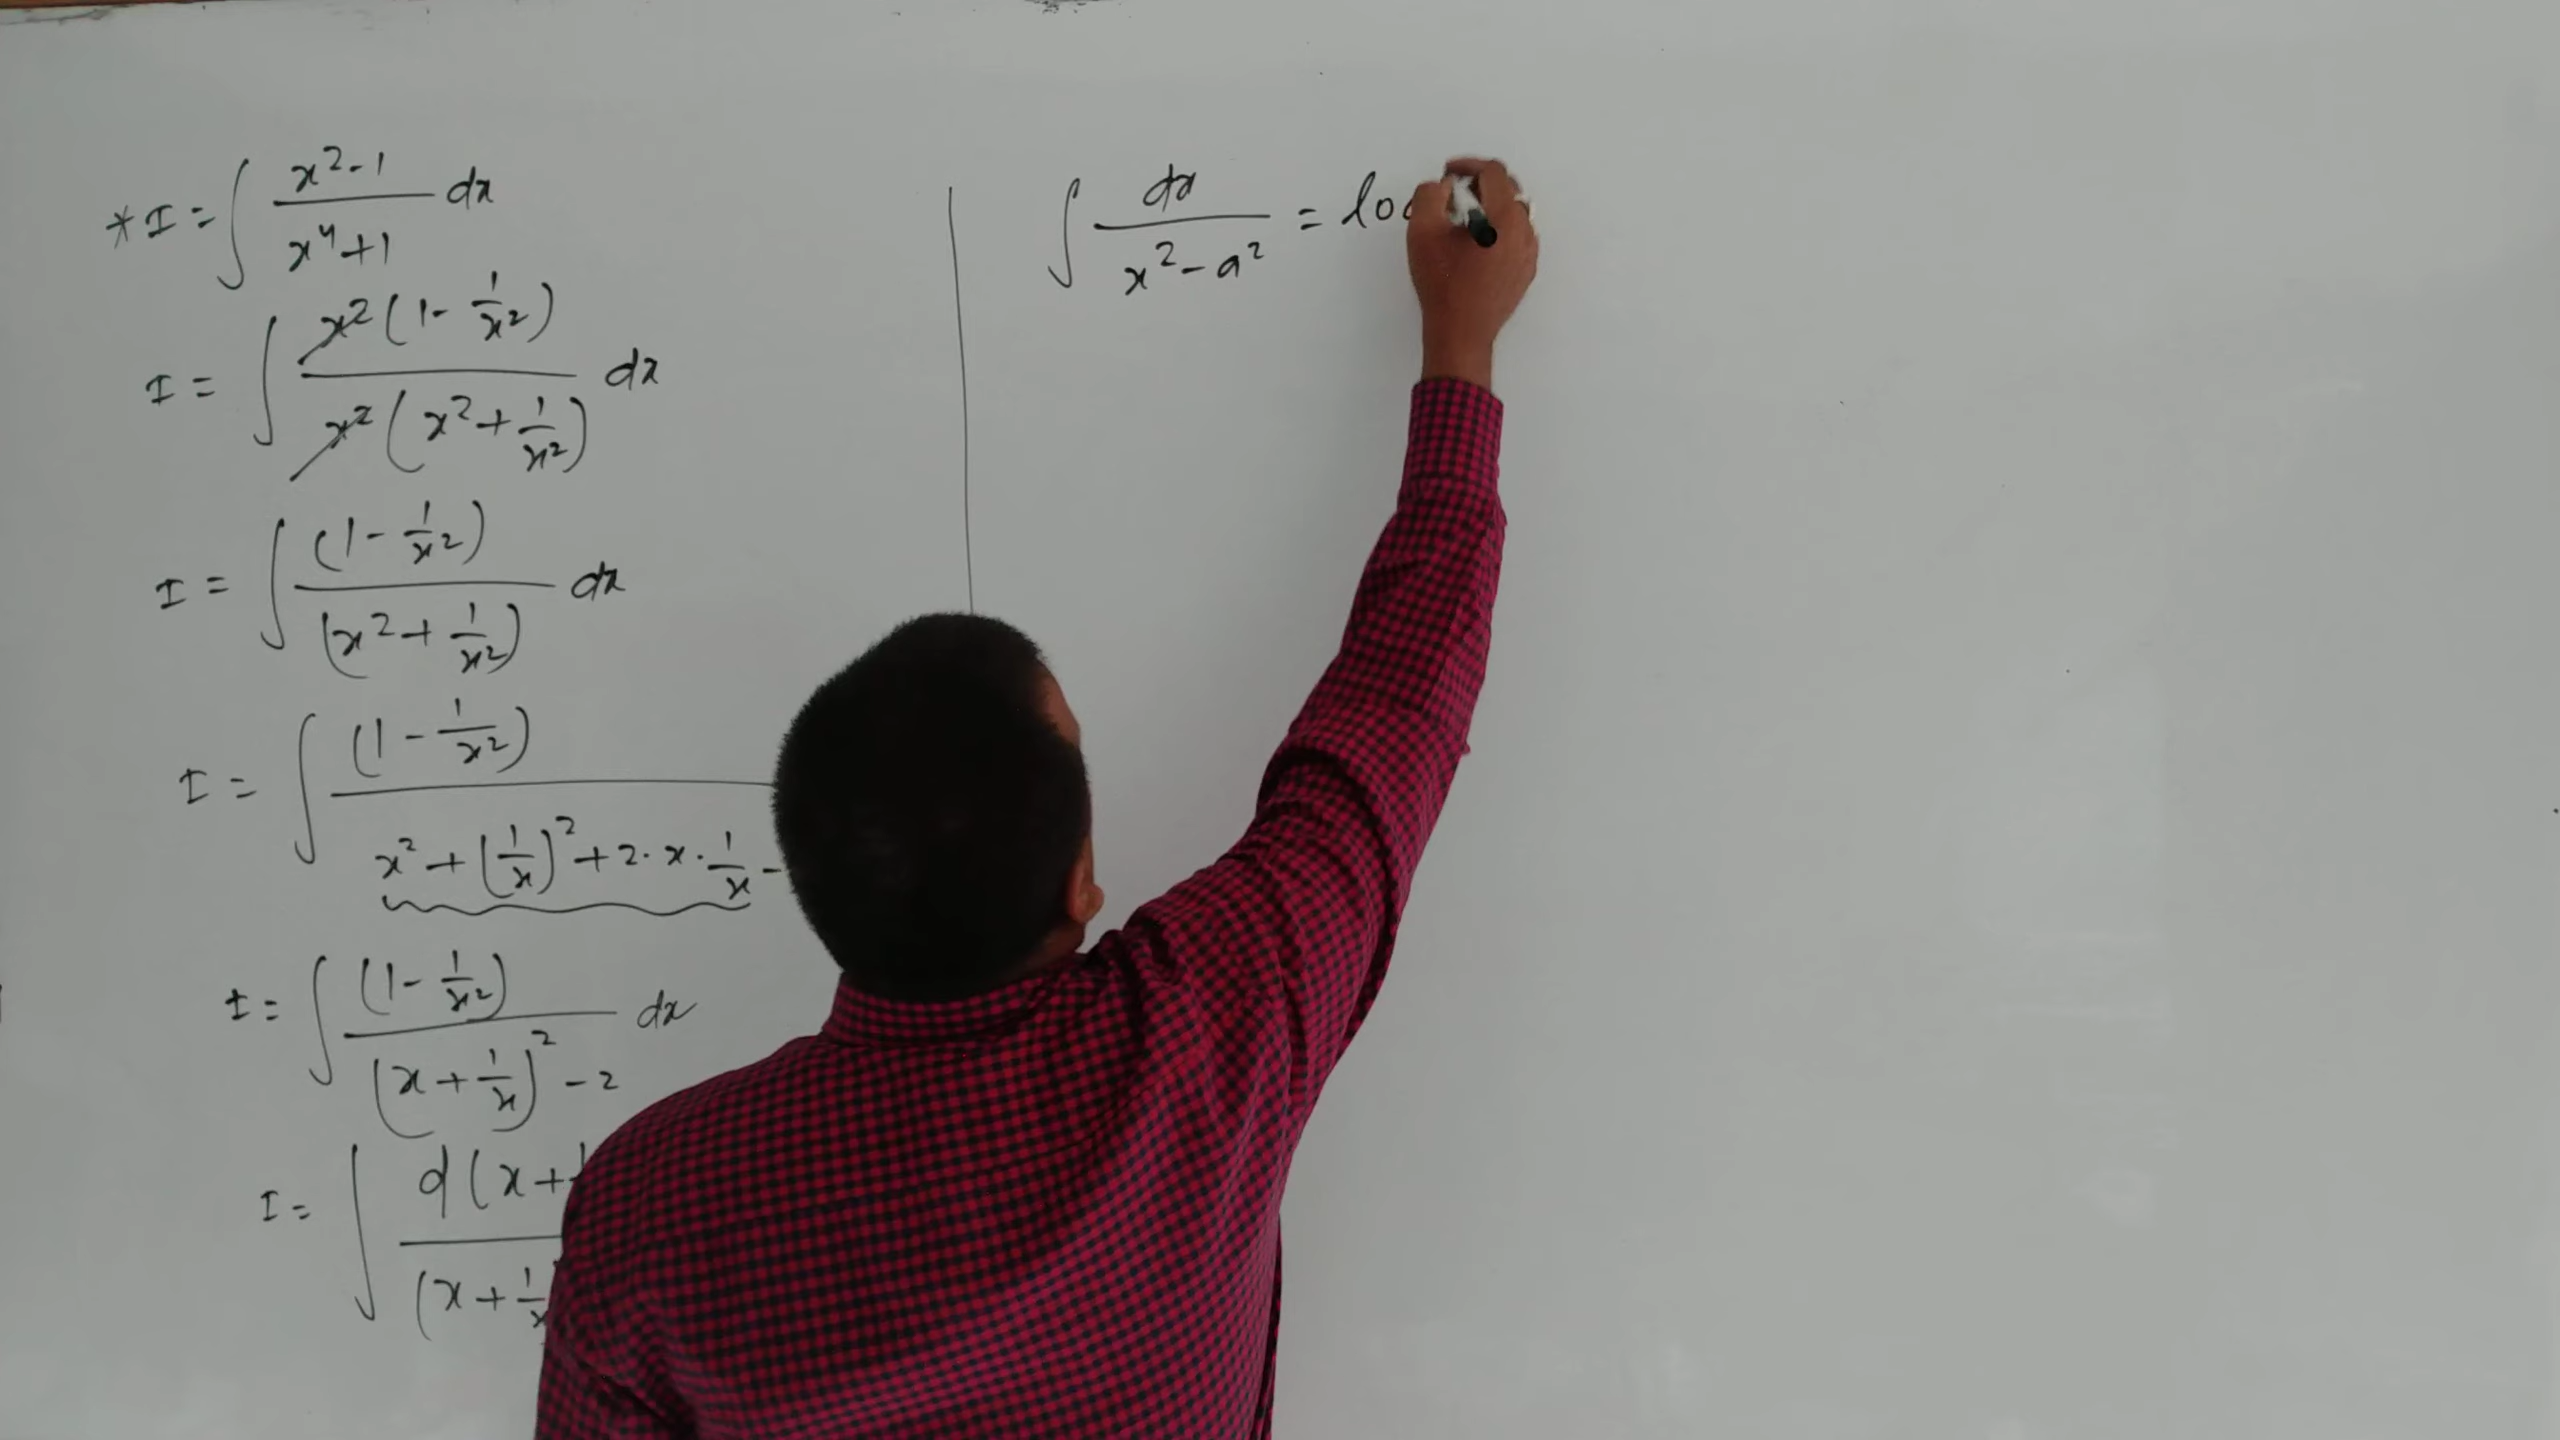 * I = ∫ (x² - 1)/(x⁴ + 1) dx
I = ∫ x²(1 - 1/x²)/x²(x² + 1/x²) dx
I = ∫ (1 - 1/x²)/(x² + 1/x²) dx
I = ∫ (1 - 1/x²)/x² + (1/x)² + 2 · x · 1/x -
I = ∫ (1 - 1/x²)/(x + 1/x)² - 2 dx
I = ∫ d(x +/(x + 1/x
∫ dx/(x² - a²) = lo